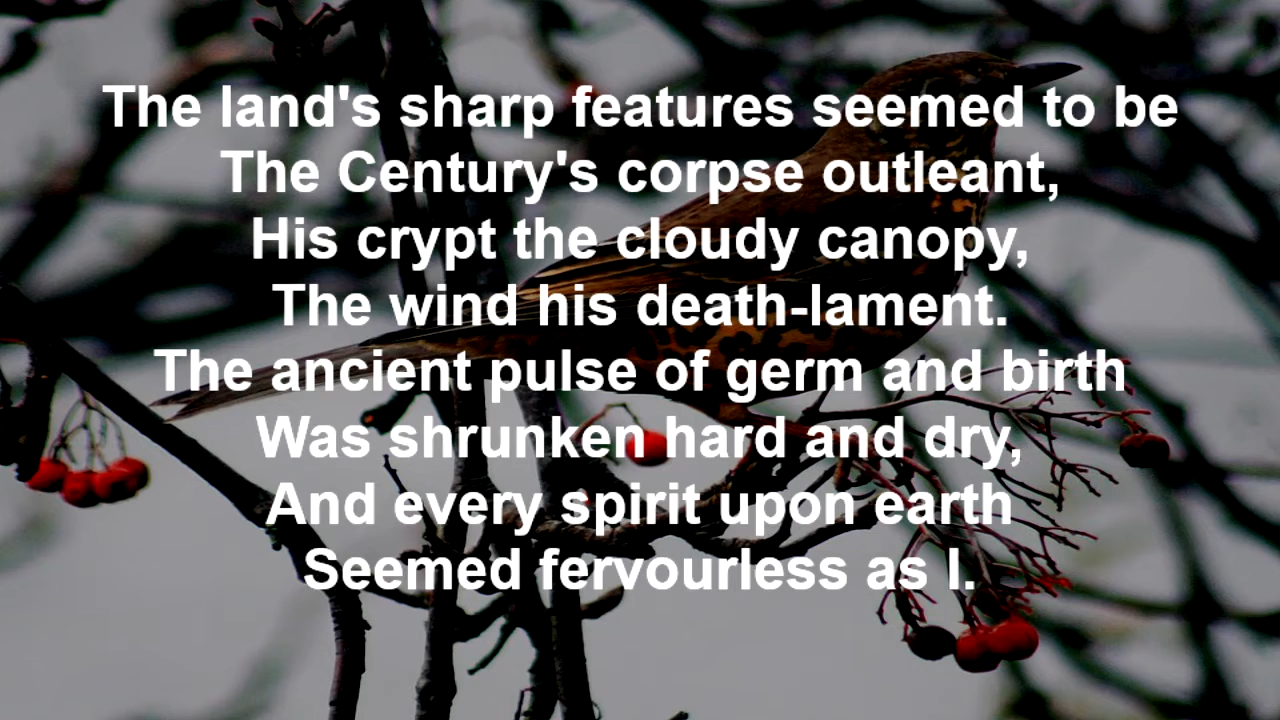 The land's sharp features seemed to be
The Century's corpse outleant,
His crypt the cloudy canopy,
The wind his death-lament.
The ancient pulse of germ and birth
Was shrunken hard and dry,
And every spirit upon earth
Seemed fervourless as I.